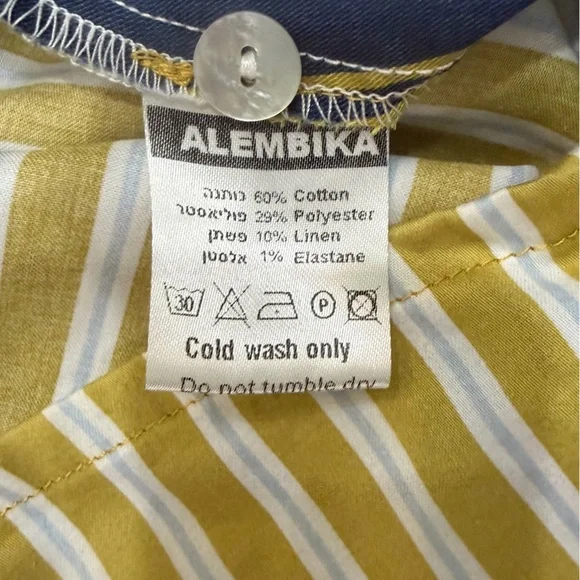 ALEMBIKA
60% Cotton כותנה
29% Polyester פוליאסטר
10% Linen פשתן
1% Elastane אלסטן
30 P
Cold wash only
Do not tumble dry